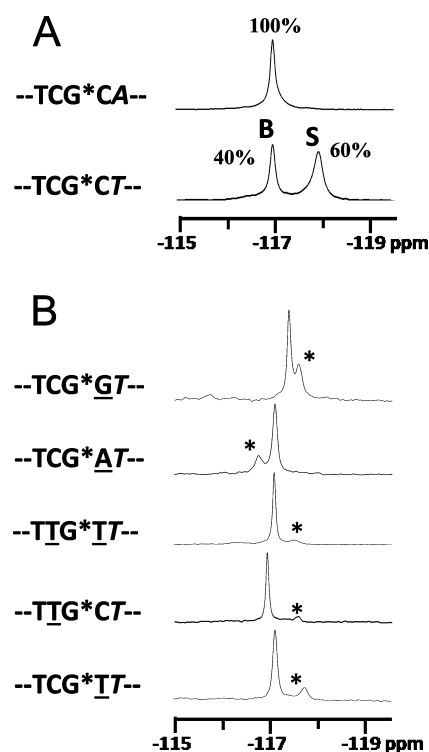 A
100%
--TCG*CA--
B S
40% 60%
--TCG*CT--
-115 -117 -119 ppm
B
*
--TCG*GT--
*
--TCG*AT--
*
--TTG*TT--
*
--TTG*CT--
*
--TCG*TT--
-115 -117 -119 ppm